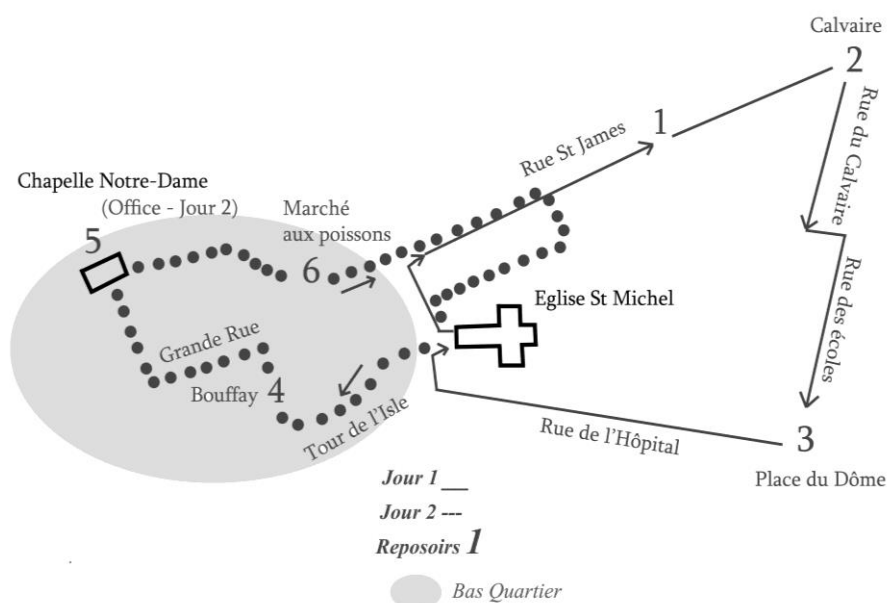 Calvaire
2
Rue du Calvaire
1
Rue St James
Chapelle Notre-Dame
(Office - Jour 2)
5
Marché
aux poissons
6
Eglise St Michel
Rue des écoles
Grande Rue
Bouffay
4
Tour de l'Isle
Rue de l'Hôpital
3
Place du Dôme
Jour 1 __
Jour 2 ---
Reposoirs 1
Bas Quartier